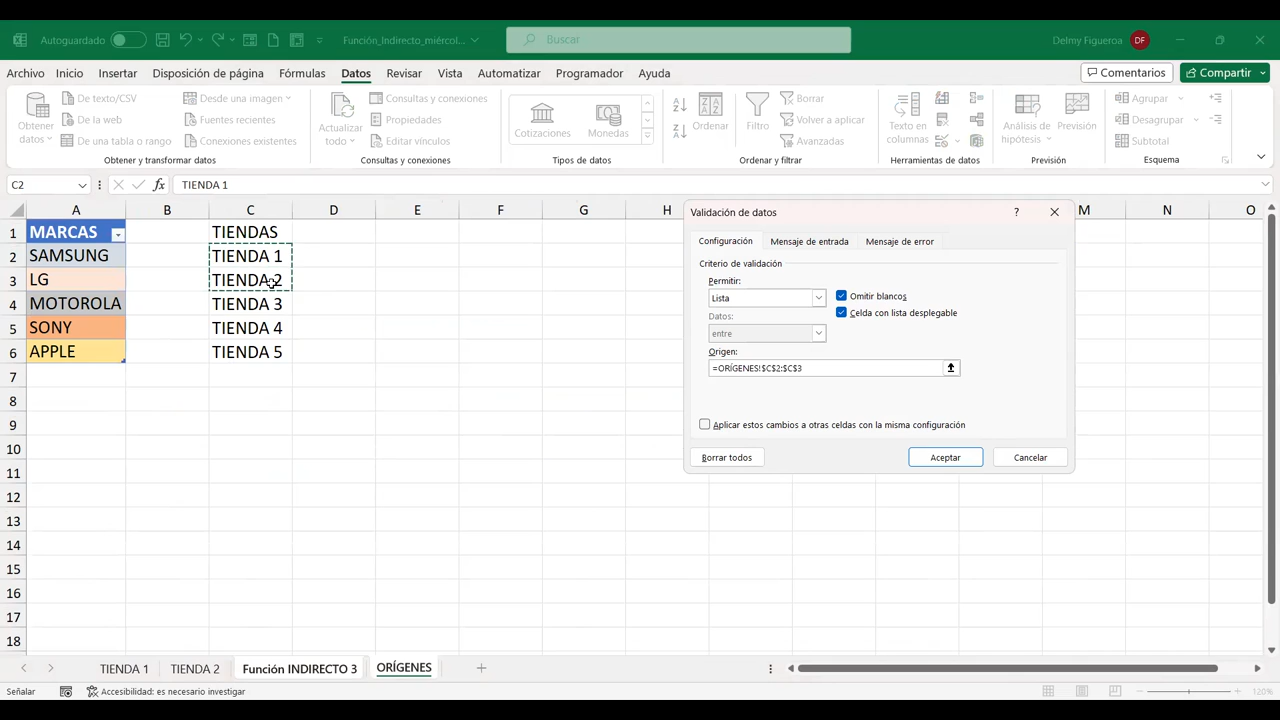 Autoguardado
Función_Indirecto_miércol...
Buscar
Delmy Figueroa
DF
Archivo
Inicio
Insertar
Disposición de página
Fórmulas
Datos
Revisar
Vista
Automatizar
Programador
Ayuda
Comentarios
Compartir
Obtener datos
De texto/CSV
De la web
De una tabla o rango
Desde una imagen
Fuentes recientes
Conexiones existentes
Obtener y transformar datos
Actualizar todo
Consultas y conexiones
Propiedades
Editar vínculos
Consultas y conexiones
Cotizaciones
Monedas
Tipos de datos
Ordenar
Filtro
Borrar
Volver a aplicar
Avanzadas
Ordenar y filtrar
Texto en columnas
Herramientas de datos
Análisis de hipótesis
Previsión
Previsión
Agrupar
Desagrupar
Subtotal
Esquema
C2
fx
TIENDA 1
A B C D E F G H M N O
1 MARCAS TIENDAS
2 SAMSUNG TIENDA 1
3 LG TIENDA 2
4 MOTOROLA TIENDA 3
5 SONY TIENDA 4
6 APPLE TIENDA 5
7
8
9
10
11
12
13
14
15
16
17
18
Validación de datos
?
Configuración
Mensaje de entrada
Mensaje de error
Criterio de validación
Permitir:
Lista
Omitir blancos
Celda con lista desplegable
Datos:
entre
Origen:
=ORÍGENES!$C$2:$C$3
Aplicar estos cambios a otras celdas con la misma configuración
Borrar todos
Aceptar
Cancelar
TIENDA 1
TIENDA 2
Función INDIRECTO 3
ORÍGENES
Señalar
Accesibilidad: es necesario investigar
120%